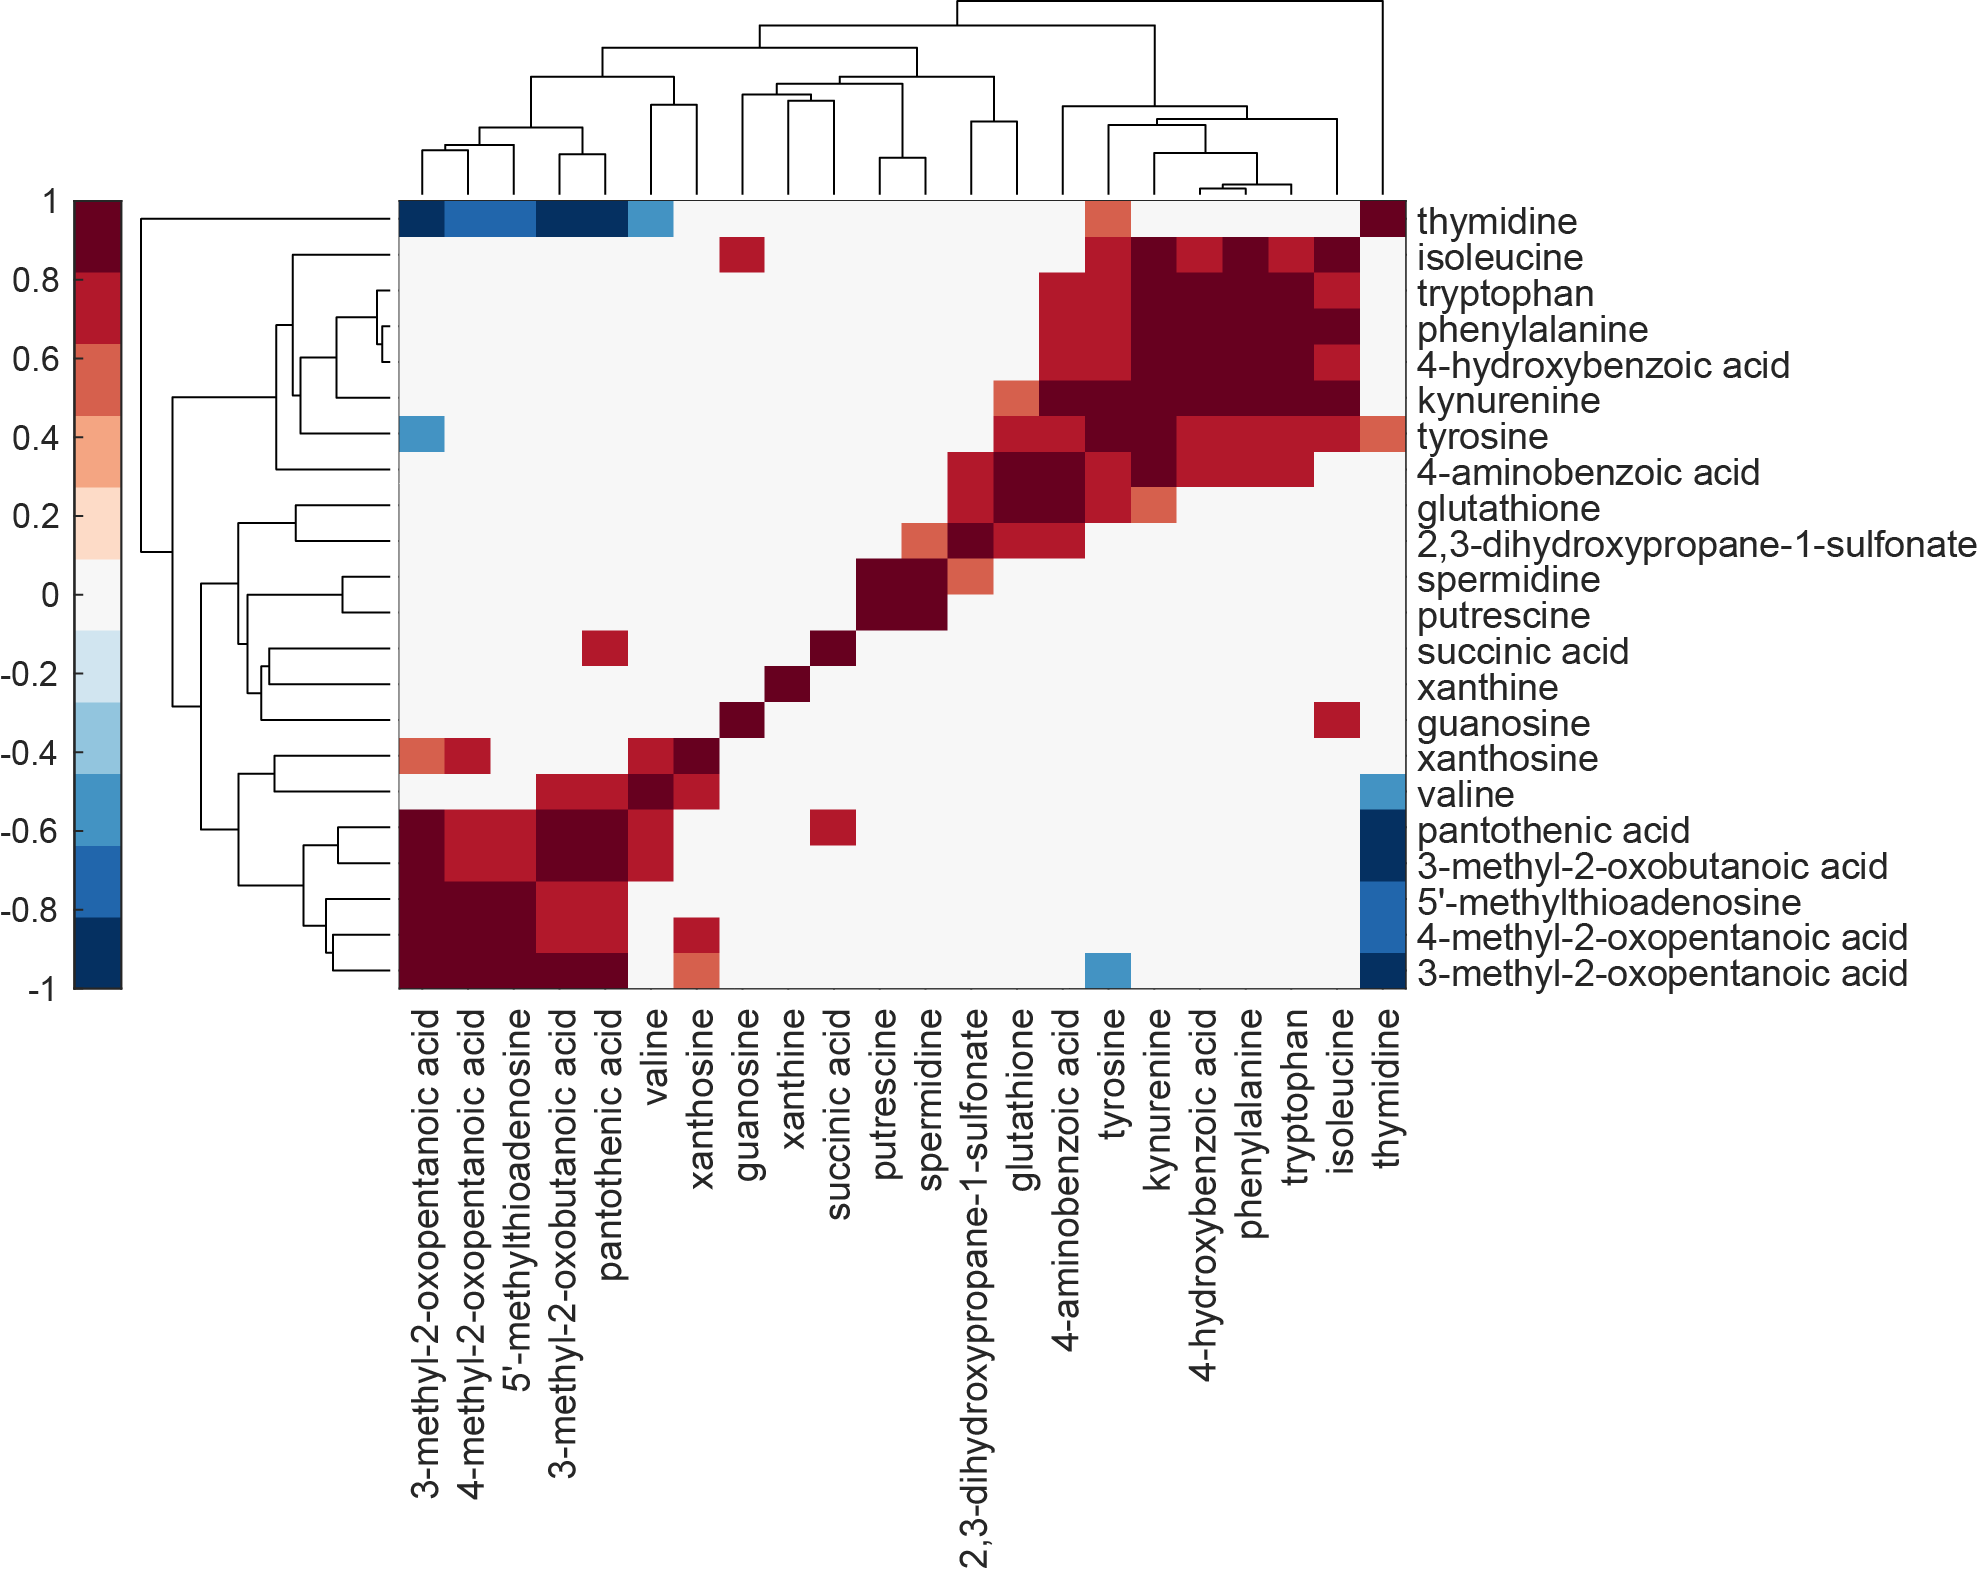 1
0.8
0.6
0.4
0.2
0
-0.2
-0.4
-0.6
-0.8
-1
thymidine
isoleucine
tryptophan
phenylalanine
4-hydroxybenzoic acid
kynurenine
tyrosine
4-aminobenzoic acid
glutathione
2,3-dihydroxypropane-1-sulfonate
spermidine
putrescine
succinic acid
xanthine
guanosine
xanthosine
valine
pantothenic acid
3-methyl-2-oxobutanoic acid
5'-methylthioadenosine
4-methyl-2-oxopentanoic acid
3-methyl-2-oxopentanoic acid
3-methyl-2-oxopentanoic acid
4-methyl-2-oxopentanoic acid
5'-methylthioadenosine
3-methyl-2-oxobutanoic acid
pantothenic acid
valine
xanthosine
guanosine
xanthine
succinic acid
putrescine
spermidine
2,3-dihydroxypropane-1-sulfonate
glutathione
4-aminobenzoic acid
tyrosine
kynurenine
4-hydroxybenzoic acid
phenylalanine
tryptophan
isoleucine
thymidine